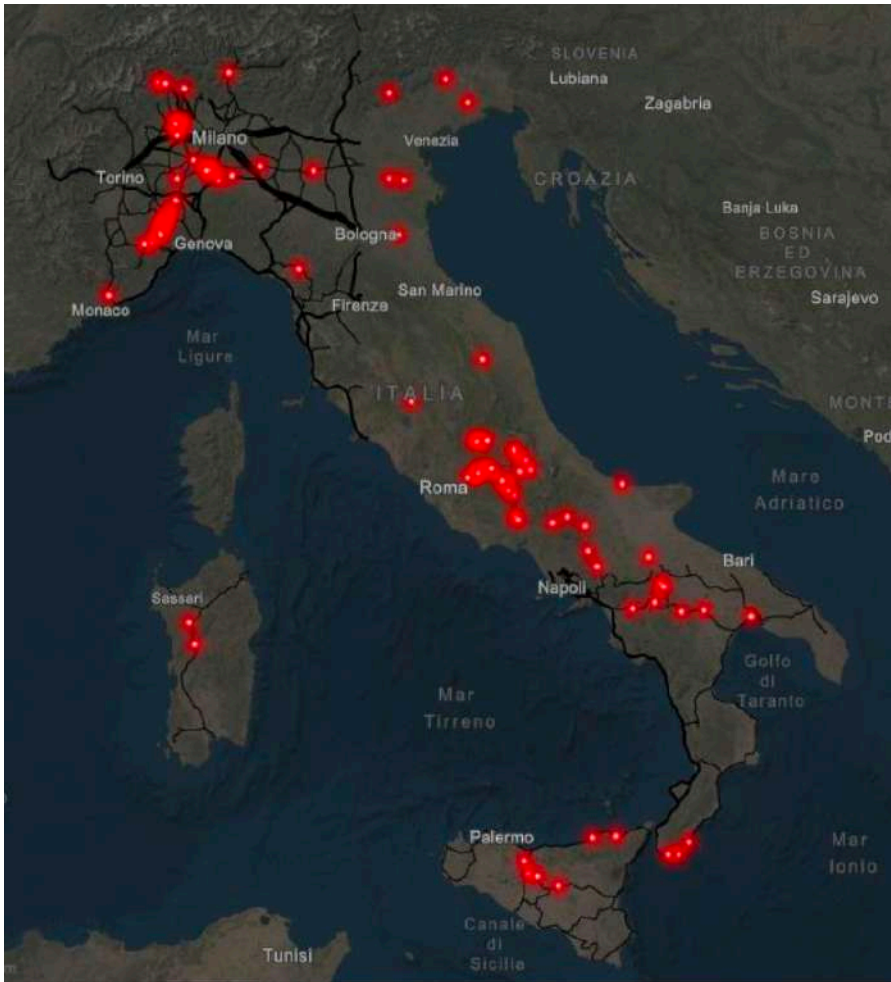 SLOVENIA
Lubiana
Zagabria
Milano
Venezia
Torino
CROAZIA
Banja Luka
Genova
Bologna
BOSNIA
ED
ERZEGOVINA
San Marino
Monaco
Firenze
Sarajevo
Mar
Ligure
ITALIA
MONT
Pod
Roma
Mare
Adriatico
Bari
Napoli
Sassari
Golfo
di
Taranto
Mar
Tirreno
Palermo
Mar
Ionio
Canale
di
Sicilia
Tunisi